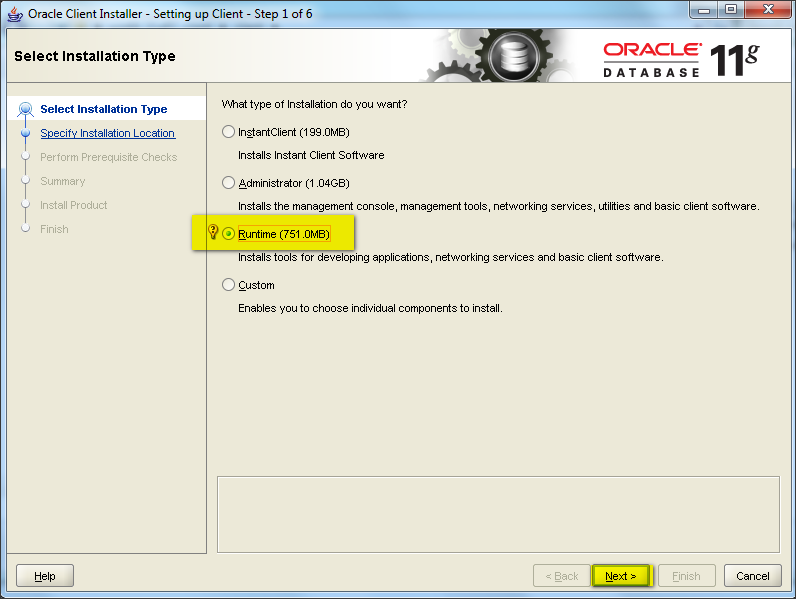 Oracle Client Installer - Setting up Client - Step 1 of 6
Select Installation Type
ORACLE
DATABASE 11g
Select Installation Type
Specify Installation Location
Perform Prerequisite Checks
Summary
Install Product
Finish
What type of Installation do you want?
InstantClient (199.0MB)
Installs Instant Client Software
Administrator (1.04GB)
Installs the management console, management tools, networking services, utilities and basic client software.
Runtime (751.0MB)
Installs tools for developing applications, networking services and basic client software.
Custom
Enables you to choose individual components to install.
Help
< Back
Next >
Finish
Cancel